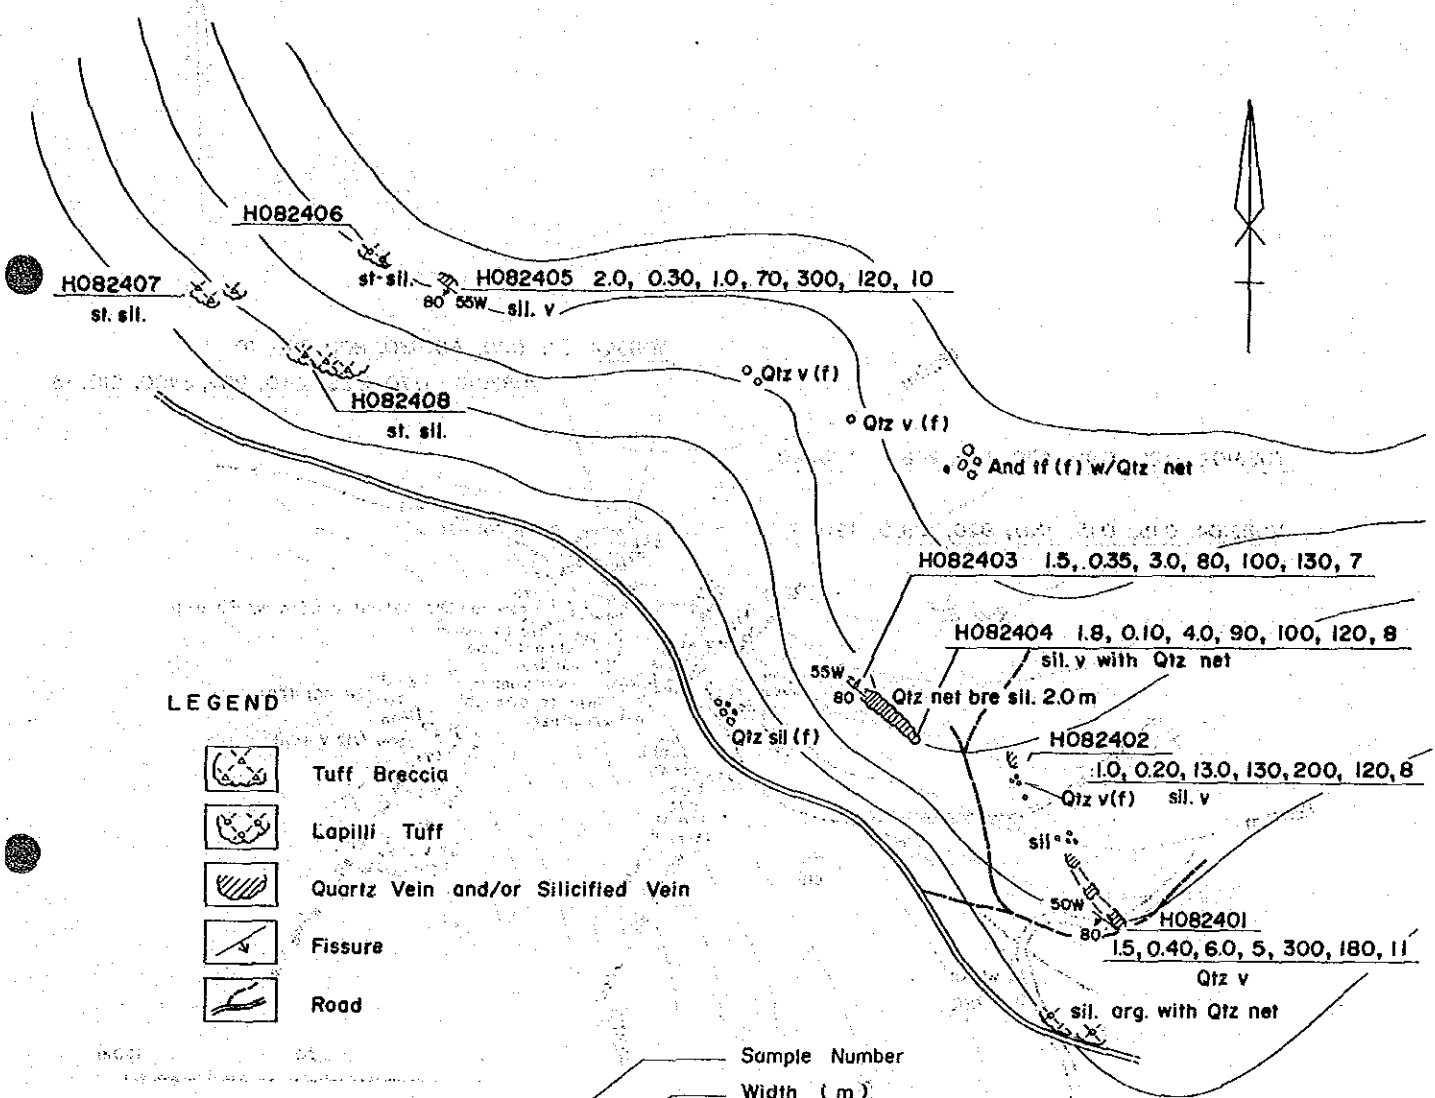 H082406
st-sil.
H082405 2.0, 0.30, 1.0, 70, 300, 120, 10
80 55W sil. v
H082407
st. sil.
H082408
st. sil.
Qtz v (f)
Qtz v (f)
And tf (f) w/Qtz net
H082403 1.5, 0.35, 3.0, 80, 100, 130, 7
H082404 1.8, 0.10, 4.0, 90, 100, 120, 8
sil. v with Qtz net
55W
80
Qtz net bre sil. 2.0 m
Qtz sil (f)
H082402
1.0, 0.20, 13.0, 130, 200, 120, 8
Qtz v(f) sil. v
sil
50W
80
H082401
1.5, 0.40, 6.0, 5, 300, 180, 11
Qtz v
sil. arg. with Qtz net
LEGEND
Tuff Breccia
Lapilli Tuff
Quartz Vein and/or Silicified Vein
Fissure
Road
Sample Number
Width (m)